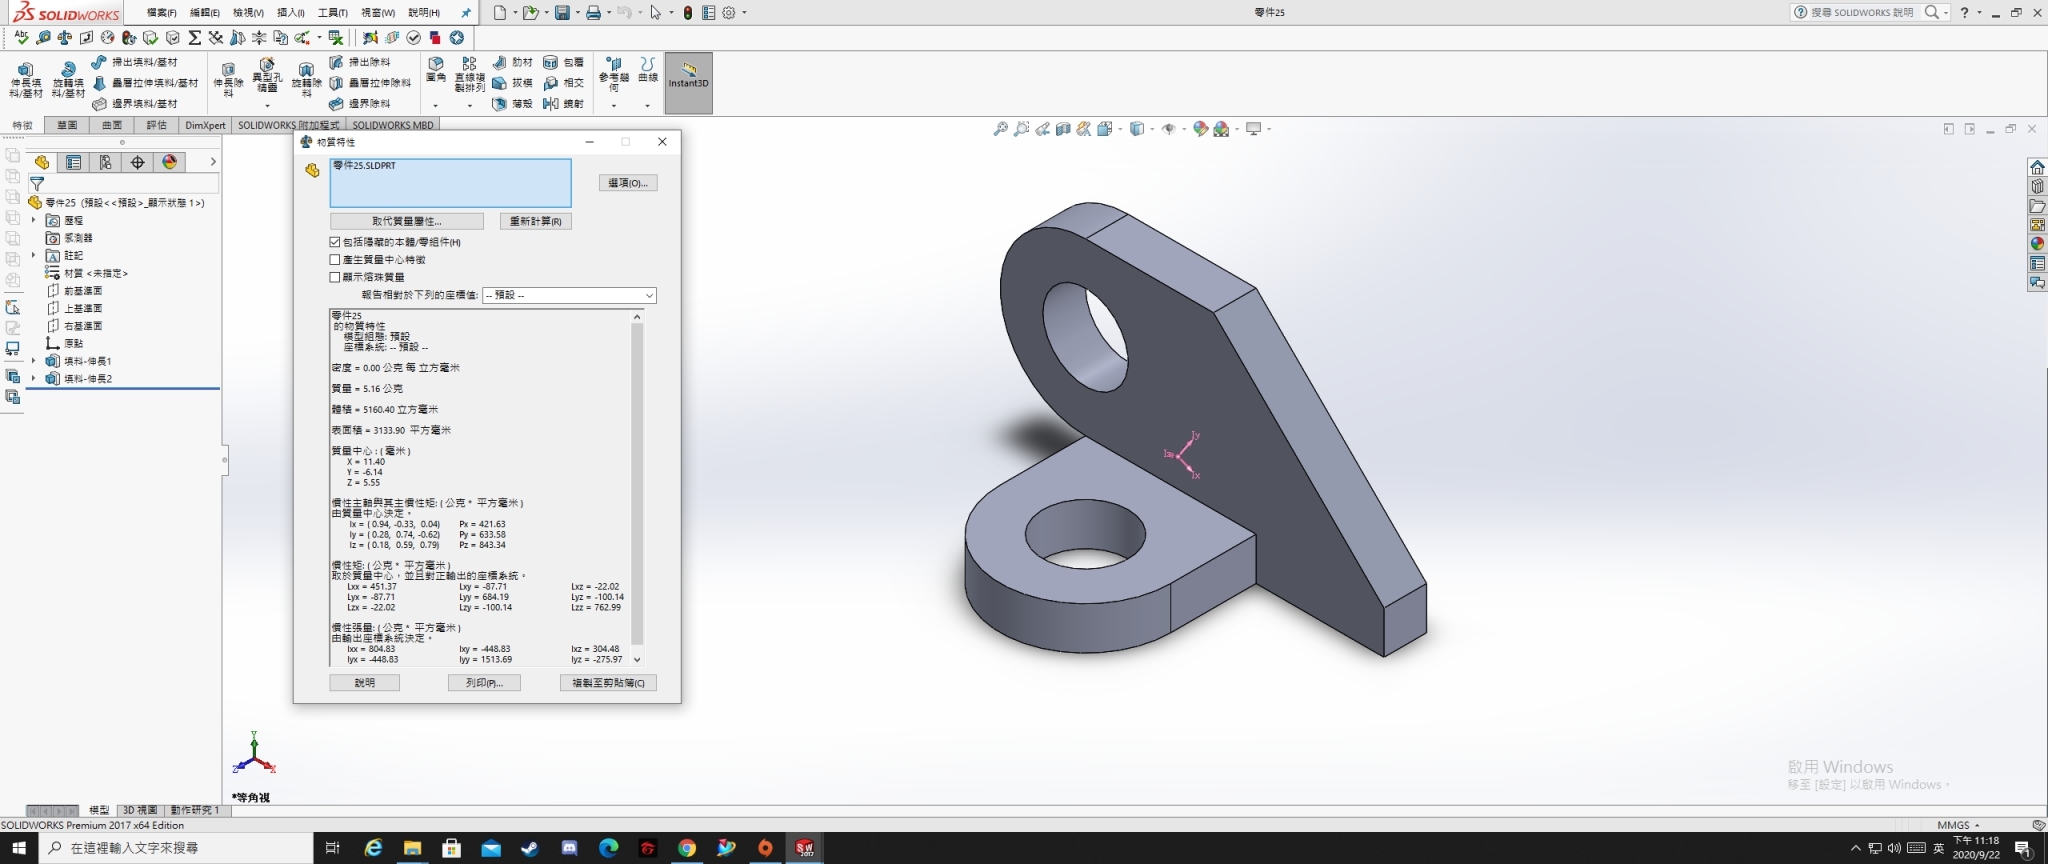 SOLIDWORKS
檔案(F) 編輯(E) 檢視(V) 插入(I) 工具(T) 視窗(W) 說明(H)
零件25
搜尋 SOLIDWORKS 說明
伸長填料/基材
旋轉填料/基材
掃出填料/基材
疊層拉伸填料/基材
邊界填料/基材
伸長除料
異型孔精靈
旋轉除料
掃出除料
疊層拉伸除料
邊界除料
圓角
直線複製排列
肋材
拔模
薄殼
包覆
相交
鏡射
參考幾何
曲線
Instant3D
特徵 草圖 曲面 評估 DimXpert SOLIDWORKS 附加程式 SOLIDWORKS MBD
零件25 (預設<<預設>_顯示狀態 1>)
歷程
感測器
註記
材質 <未指定>
前基準面
上基準面
右基準面
原點
填料-伸長1
填料-伸長2
物質特性
零件25.SLDPRT
選項(O)...
取代質量屬性...
重新計算(R)
包括隱藏的本體/零組件(H)
產生質量中心特徵
顯示熔珠質量
報告相對於下列的座標值: -- 預設 --
零件25
的物質特性
模型組態: 預設
座標系統: -- 預設 --
密度 = 0.00 公克 每 立方毫米
質量 = 5.16 公克
體積 = 5160.40 立方毫米
表面積 = 3133.90 平方毫米
質量中心 : ( 毫米 )
X = 11.40
Y = -6.14
Z = 5.55
慣性主軸與其主慣性矩: ( 公克 * 平方毫米 )
由質量中心決定。
Ix = ( 0.94, -0.33, 0.04) Px = 421.63
Iy = ( 0.28, 0.74, -0.62) Py = 633.58
Iz = ( 0.18, 0.59, 0.79) Pz = 843.34
慣性矩: ( 公克 * 平方毫米 )
取於質量中心，並且對正輸出的座標系統。
Lxx = 451.37 Lxy = -87.71 Lxz = -22.02
Lyx = -87.71 Lyy = 684.19 Lyz = -100.14
Lzx = -22.02 Lzy = -100.14 Lzz = 762.99
慣性張量: ( 公克 * 平方毫米 )
由輸出座標系統決定。
Ixx = 804.83 Ixy = -448.83 Ixz = 304.48
Iyx = -448.83 Iyy = 1513.69 Iyz = -275.97
說明
列印(P)...
複製至剪貼簿(C)
Iy
Ix
Y
Z
X
*等角視
啟用 Windows
移至 [設定] 以啟用 Windows。
模型 3D 視圖 動作研究 1
SOLIDWORKS Premium 2017 x64 Edition
MMGS
在這裡輸入文字來搜尋
英
下午 11:18
2020/9/22